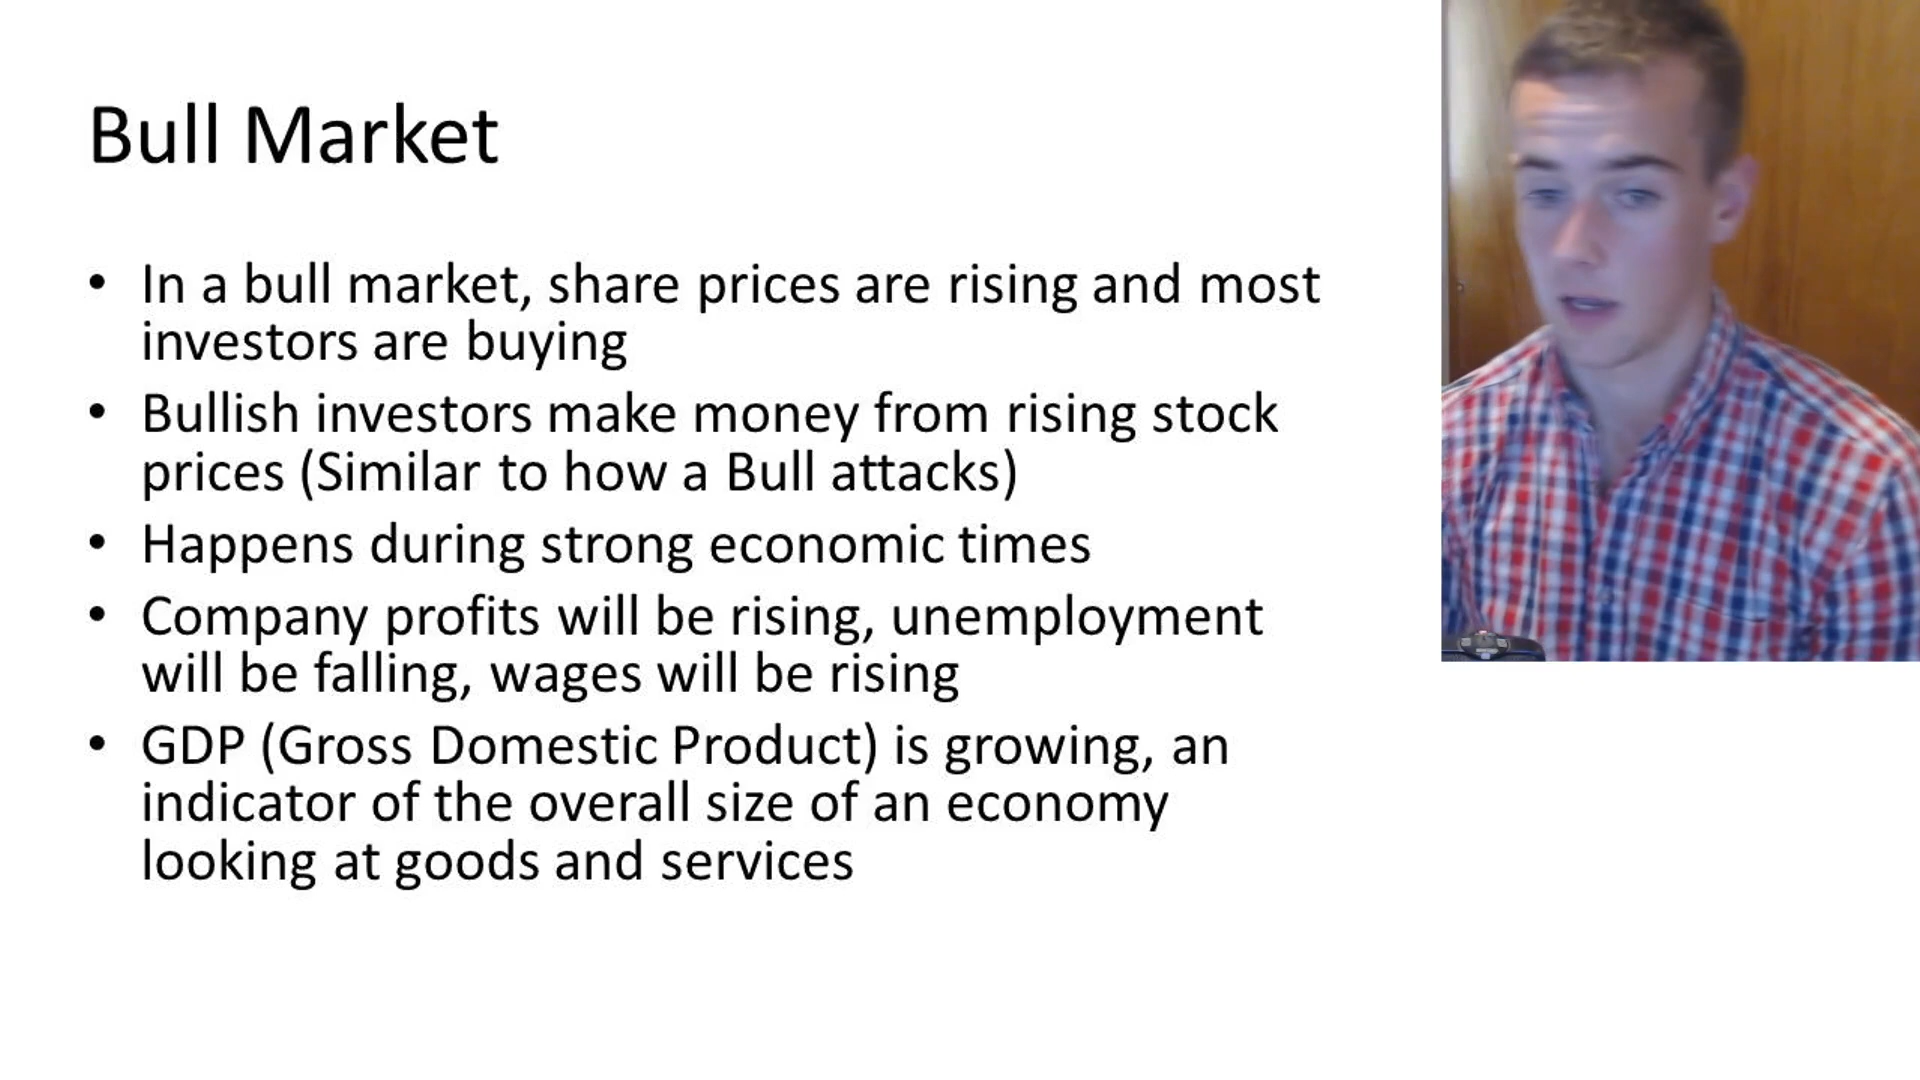 Bull Market
• In a bull market, share prices are rising and most
investors are buying
• Bullish investors make money from rising stock
prices (Similar to how a Bull attacks)
• Happens during strong economic times
• Company profits will be rising, unemployment
will be falling, wages will be rising
• GDP (Gross Domestic Product) is growing, an
indicator of the overall size of an economy
looking at goods and services